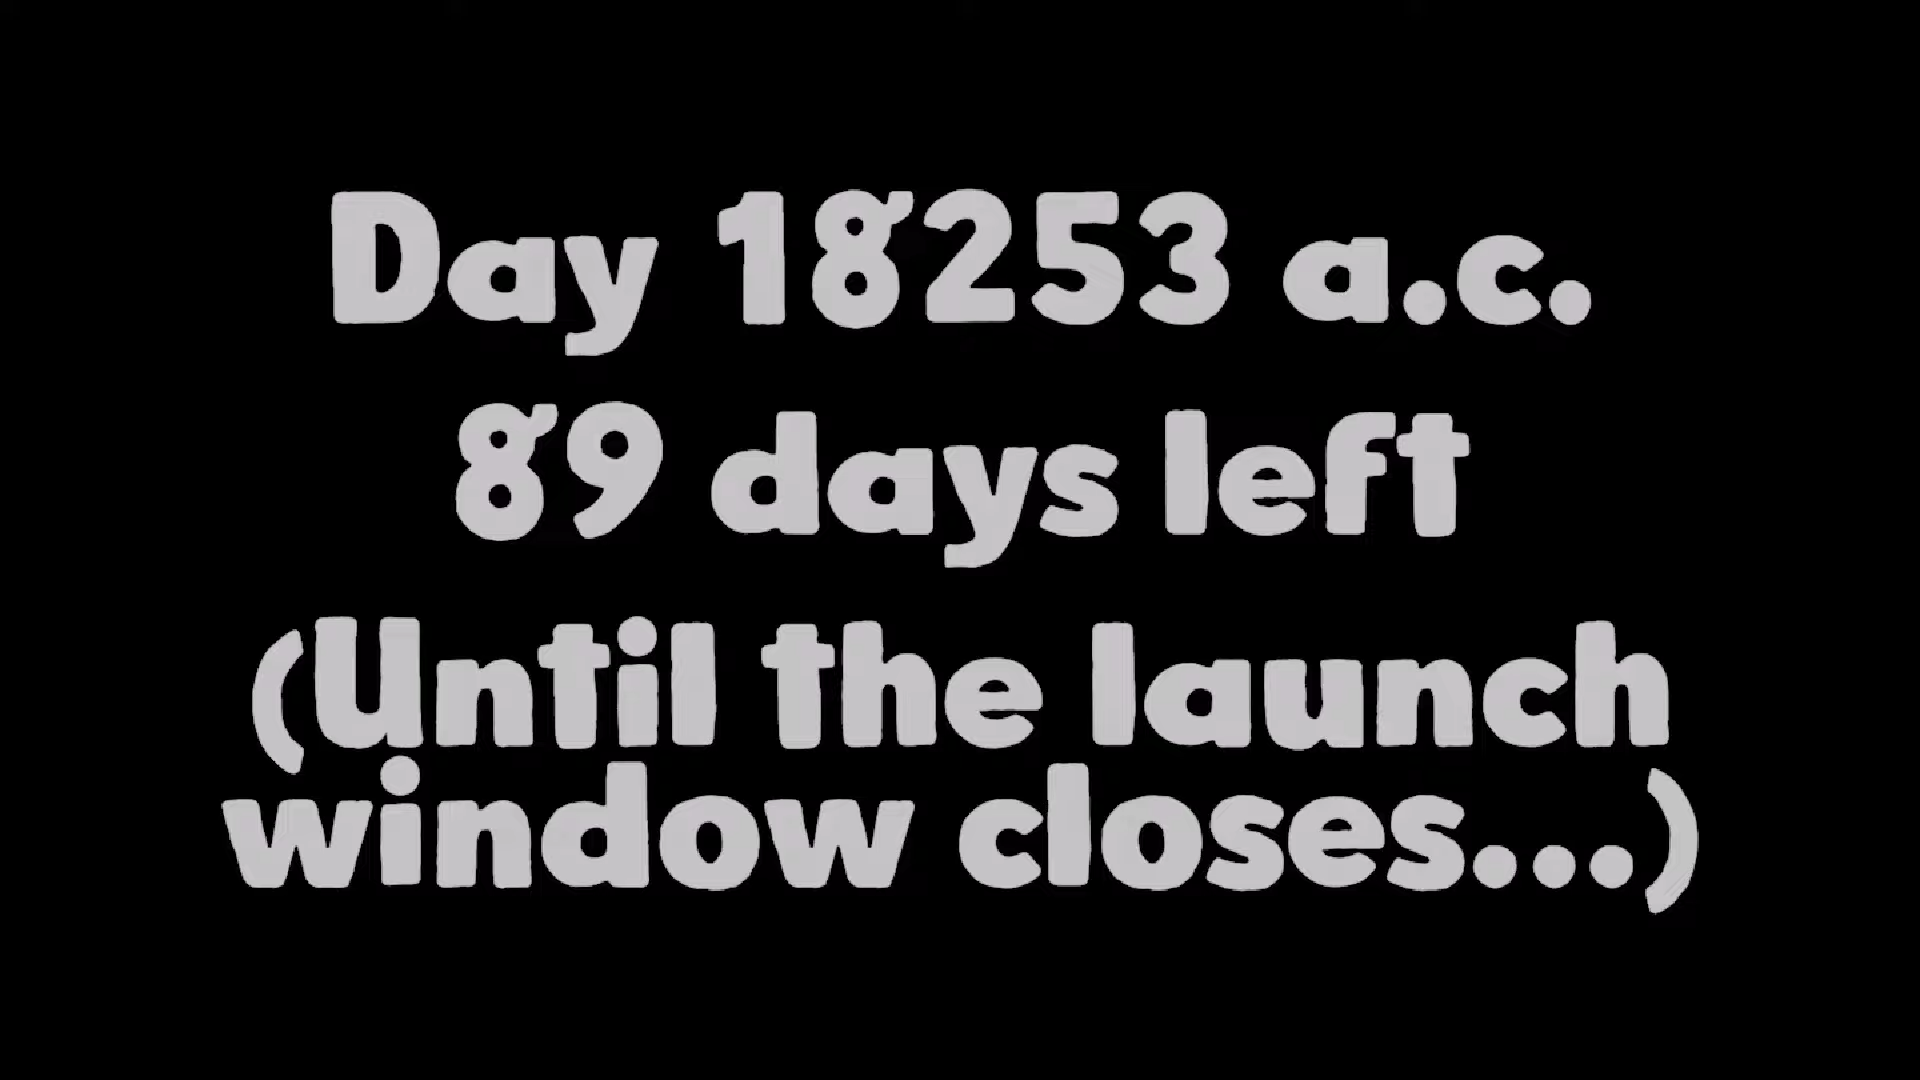 Day 18253 a.c.
89 days left
(Until the launch
window closes...)